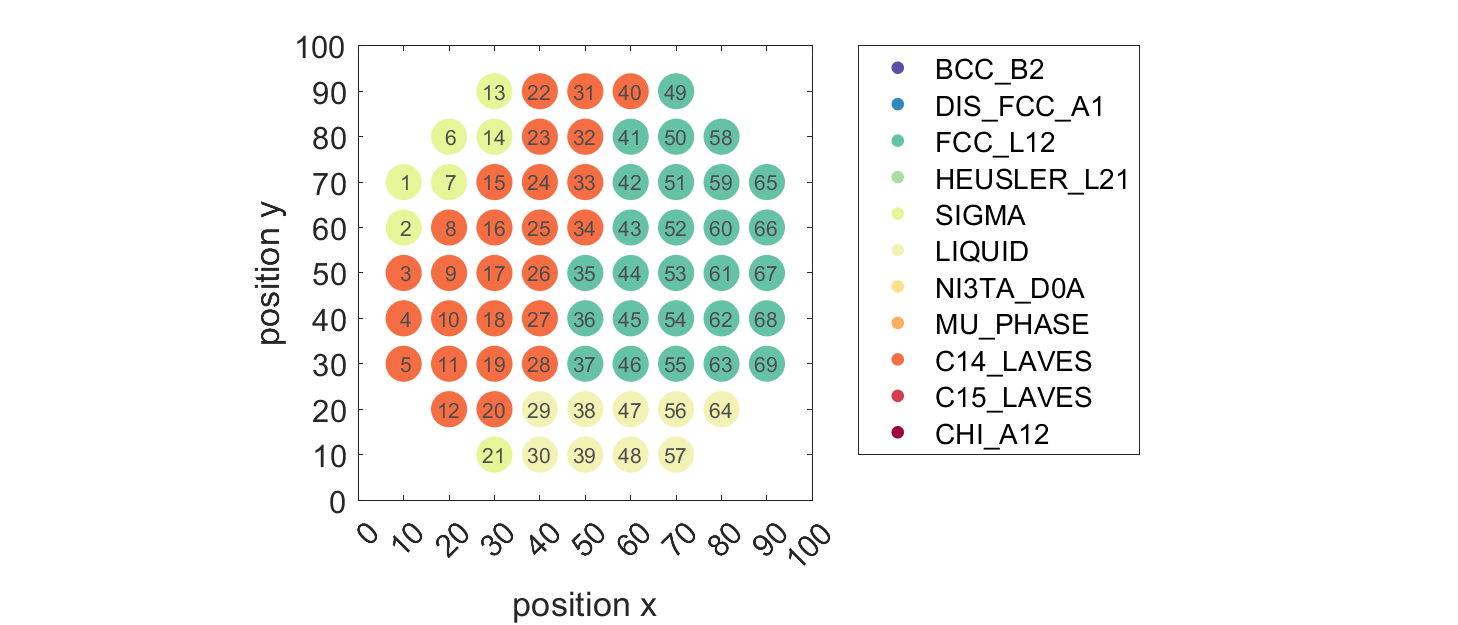 100
90
80
70
60
50
40
30
20
10
0
13 22 31 40 49
6 14 23 32 41 50 58
1 7 15 24 33 42 51 59 65
2 8 16 25 34 43 52 60 66
3 9 17 26 35 44 53 61 67
4 10 18 27 36 45 54 62 68
5 11 19 28 37 46 55 63 69
12 20 29 38 47 56 64
21 30 39 48 57
0 10 20 30 40 50 60 70 80 90 100
position x
position y
BCC_B2
DIS_FCC_A1
FCC_L12
HEUSLER_L21
SIGMA
LIQUID
NI3TA_D0A
MU_PHASE
C14_LAVES
C15_LAVES
CHI_A12